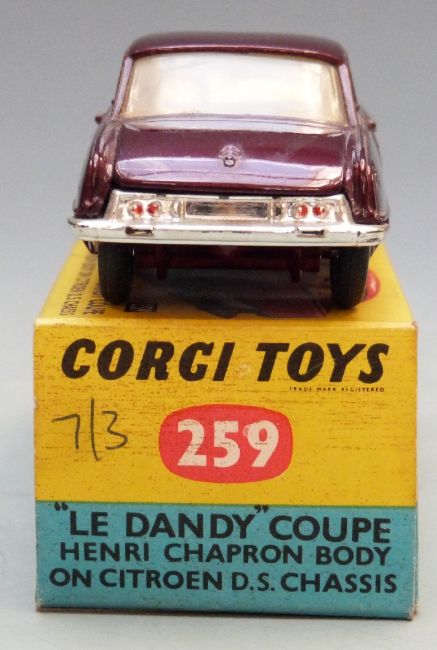 CORGI TOYS
TRADE MARK REGISTERED
7/3
259
"LE DANDY" COUPE
HENRI CHAPRON BODY
ON CITROEN D.S. CHASSIS